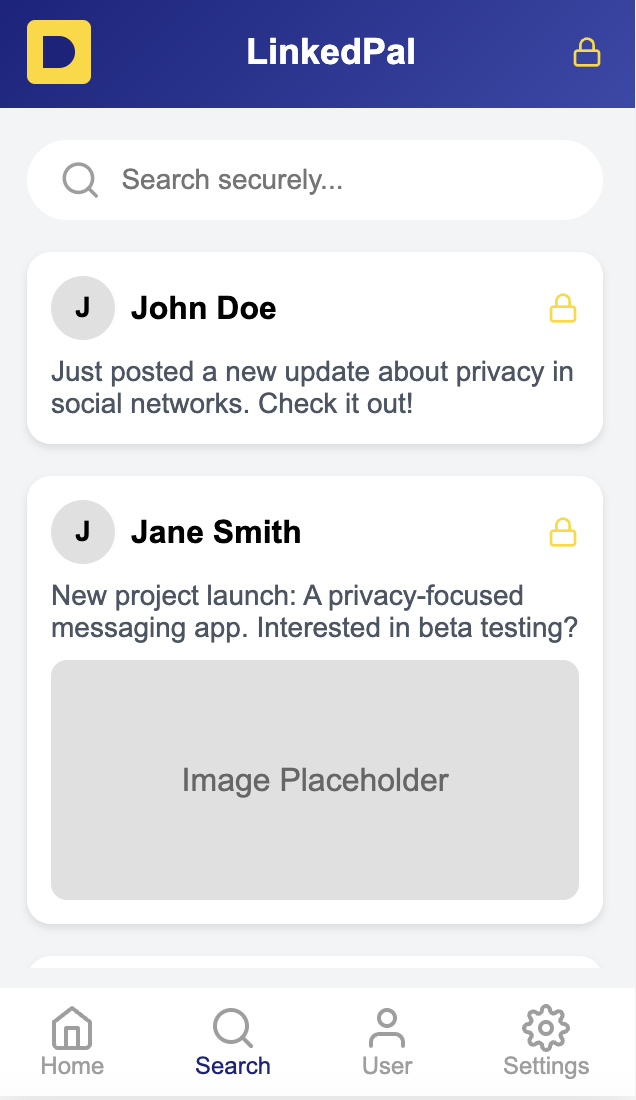 D
LinkedPal
Search securely...
J
John Doe
Just posted a new update about privacy in
social networks. Check it out!
J
Jane Smith
New project launch: A privacy-focused
messaging app. Interested in beta testing?
Image Placeholder
Home
Search
User
Settings